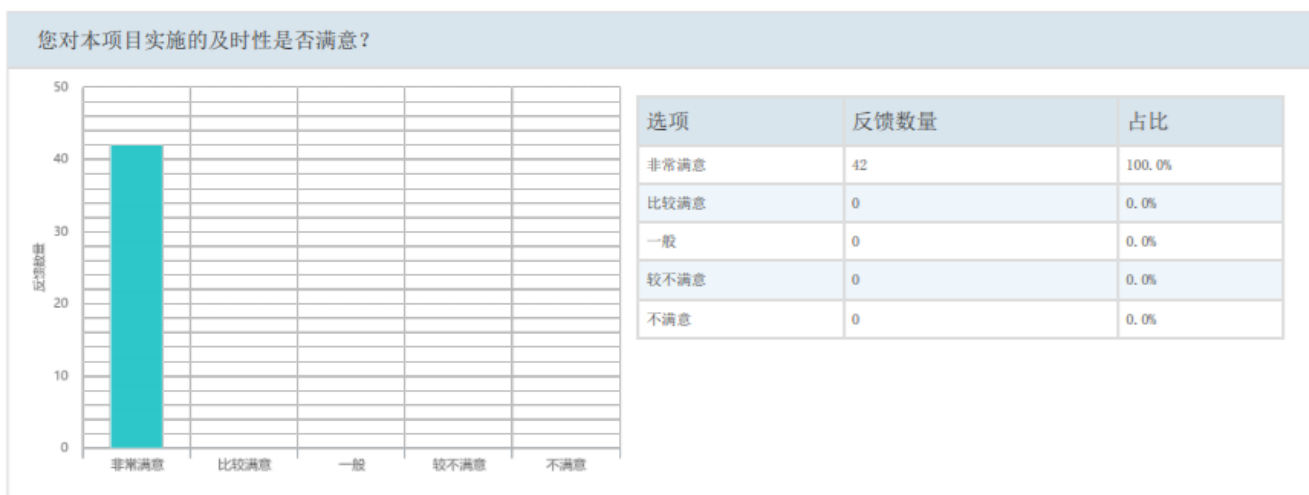 您对本项目实施的及时性是否满意？
50
40
30
20
10
0
反馈数量
非常满意 比较满意 一般 较不满意 不满意
选项 反馈数量 占比
非常满意 42 100.0%
比较满意 0 0.0%
一般 0 0.0%
较不满意 0 0.0%
不满意 0 0.0%